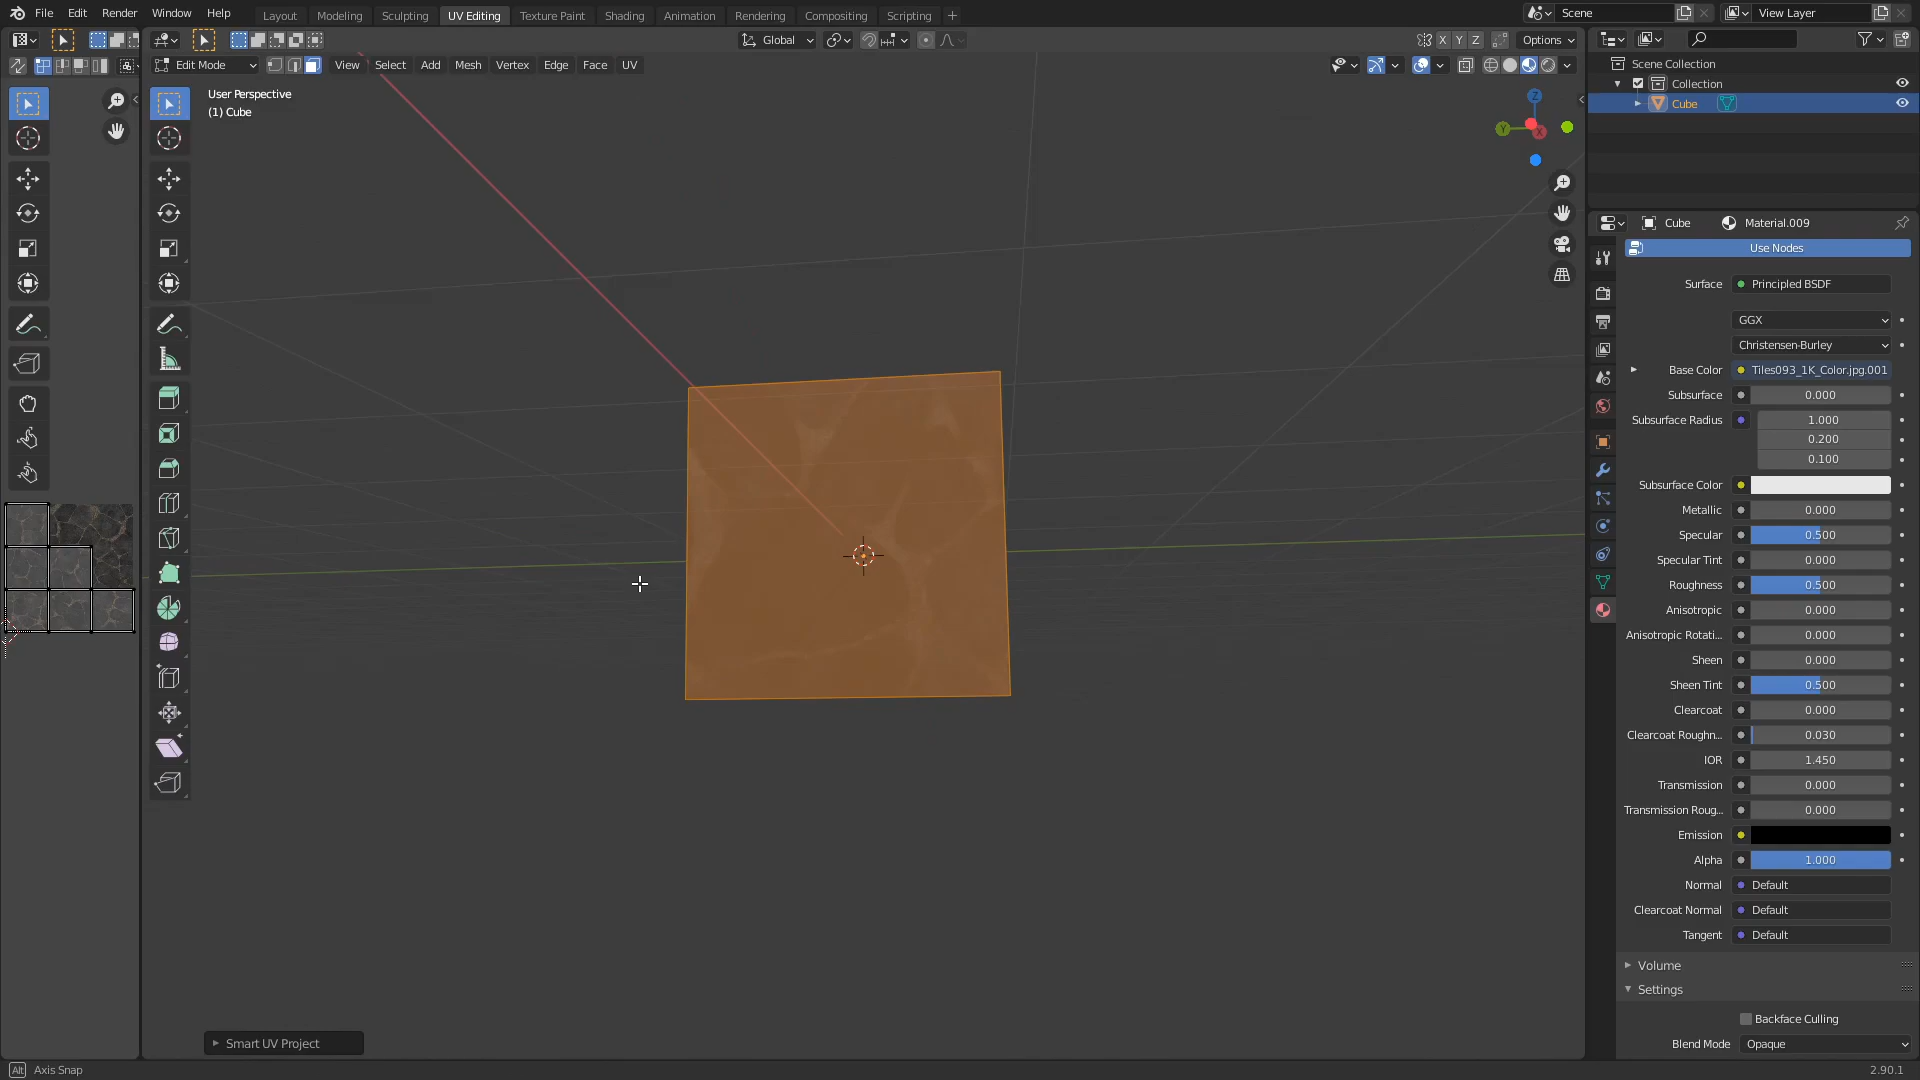 File Edit Render Window Help Layout Modeling Sculpting UV Editing Texture Paint Shading Animation Rendering Compositing Scripting + Scene View Layer
Global X Y Z Options
Edit Mode View Select Add Mesh Vertex Edge Face UV
User Perspective
(1) Cube
Z
Y
X
Scene Collection
Collection
Cube
Cube Material.009
Use Nodes
Surface Principled BSDF
GGX
Christensen-Burley
Base Color Tiles093_1K_Color.jpg.001
Subsurface 0.000
Subsurface Radius 1.000
0.200
0.100
Subsurface Color
Metallic 0.000
Specular 0.500
Specular Tint 0.000
Roughness 0.500
Anisotropic 0.000
Anisotropic Rotati... 0.000
Sheen 0.000
Sheen Tint 0.500
Clearcoat 0.000
Clearcoat Roughn... 0.030
IOR 1.450
Transmission 0.000
Transmission Roug... 0.000
Emission
Alpha 1.000
Normal Default
Clearcoat Normal Default
Tangent Default
Volume
Settings
Backface Culling
Blend Mode Opaque
Smart UV Project
Alt Axis Snap 2.90.1